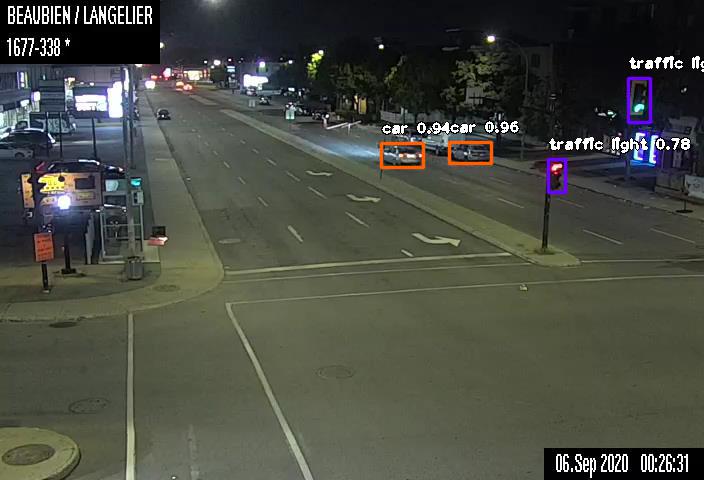 BEAUBIEN / LANGELIER
1677-338 *
traffic lig
car 0.94
car 0.96
traffic light 0.78
06.Sep 2020 00:26:31